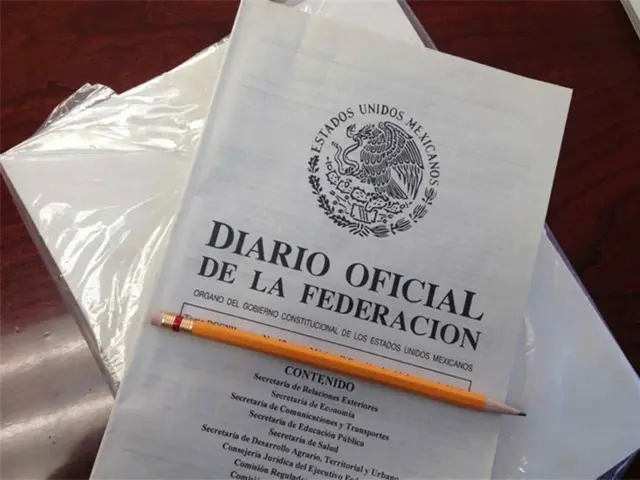 ESTADOS UNIDOS MEXICANOS
DIARIO OFICIAL
DE LA FEDERACION
ORGANO DEL GOBIERNO CONSTITUCIONAL DE LOS ESTADOS UNIDOS MEXICANOS
CONTENIDO
Secretaría de Relaciones Exteriores
Secretaría de Economía
Secretaría de Comunicaciones y Transportes
Secretaría de Educación Pública
Secretaría de Salud
Secretaría de Desarrollo Agrario, Territorial y Urbano
Consejería Jurídica del Ejecutivo
Comisión